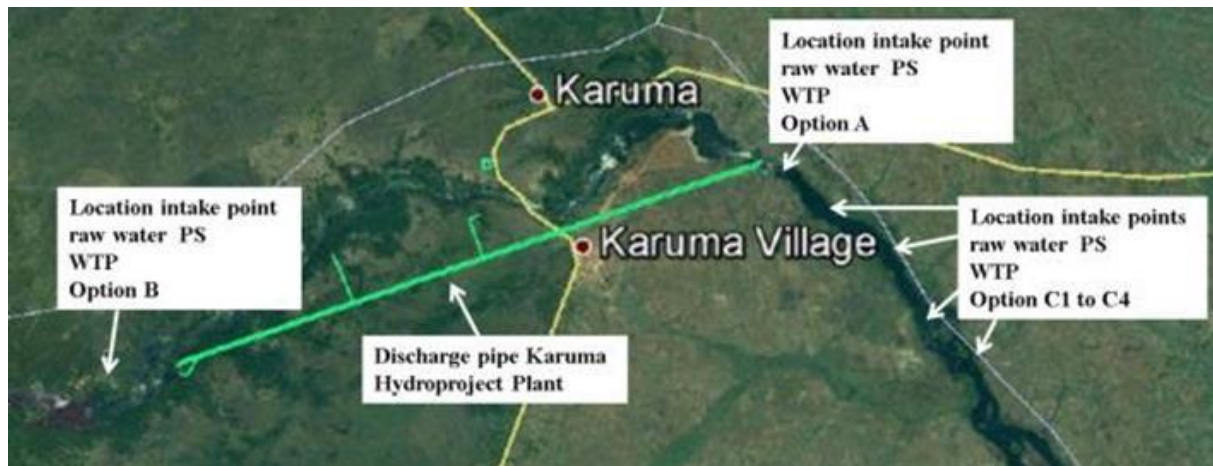 Location intake point
raw water PS
WTP
Option A
Karuma
Location intake point
raw water PS
WTP
Option B
Karuma Village
Location intake points
raw water PS
WTP
Option C1 to C4
Discharge pipe Karuma
Hydroproject Plant